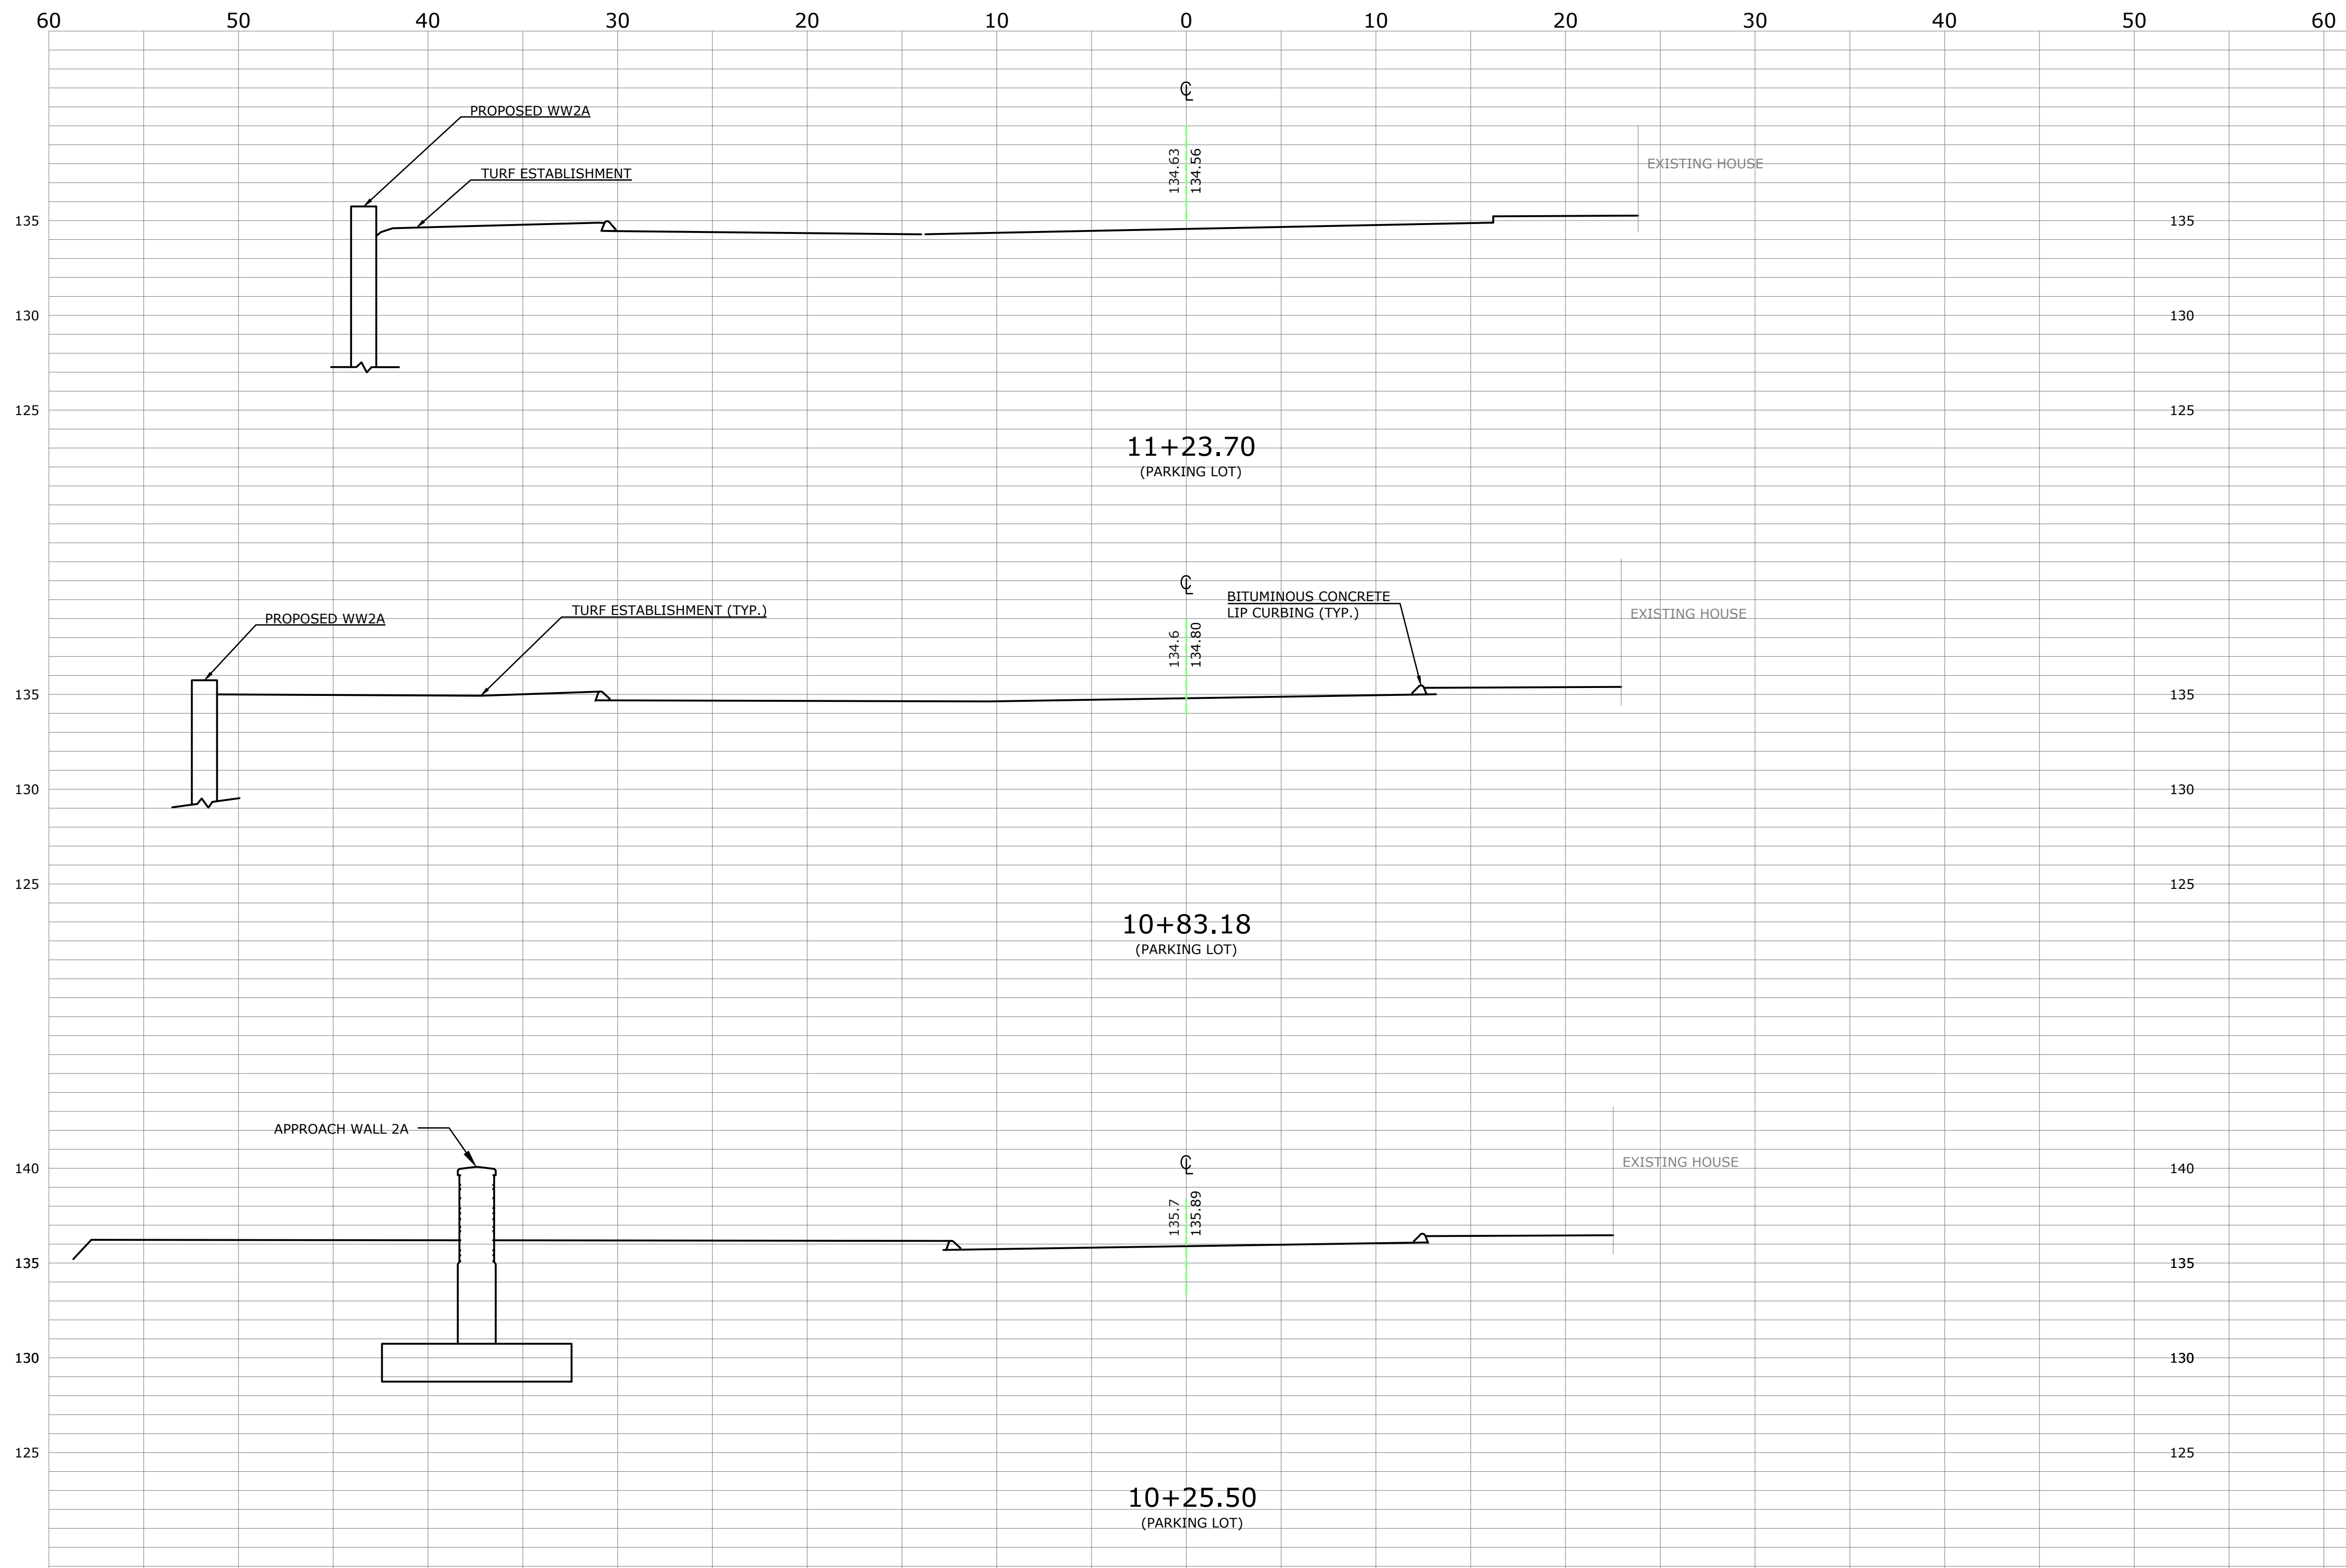 60 50 40 30 20 10 0 10 20 30 40 50 60
℄
PROPOSED WW2A
134.63
134.56
EXISTING HOUSE
TURF ESTABLISHMENT
135 135
130 130
125 125
11+23.70
(PARKING LOT)
℄
BITUMINOUS CONCRETE
LIP CURBING (TYP.)
TURF ESTABLISHMENT (TYP.)
PROPOSED WW2A
134.6
134.80
EXISTING HOUSE
135 135
130 130
125 125
10+83.18
(PARKING LOT)
APPROACH WALL 2A
℄
EXISTING HOUSE
140 140
135.7
135.89
135 135
130 130
125 125
10+25.50
(PARKING LOT)